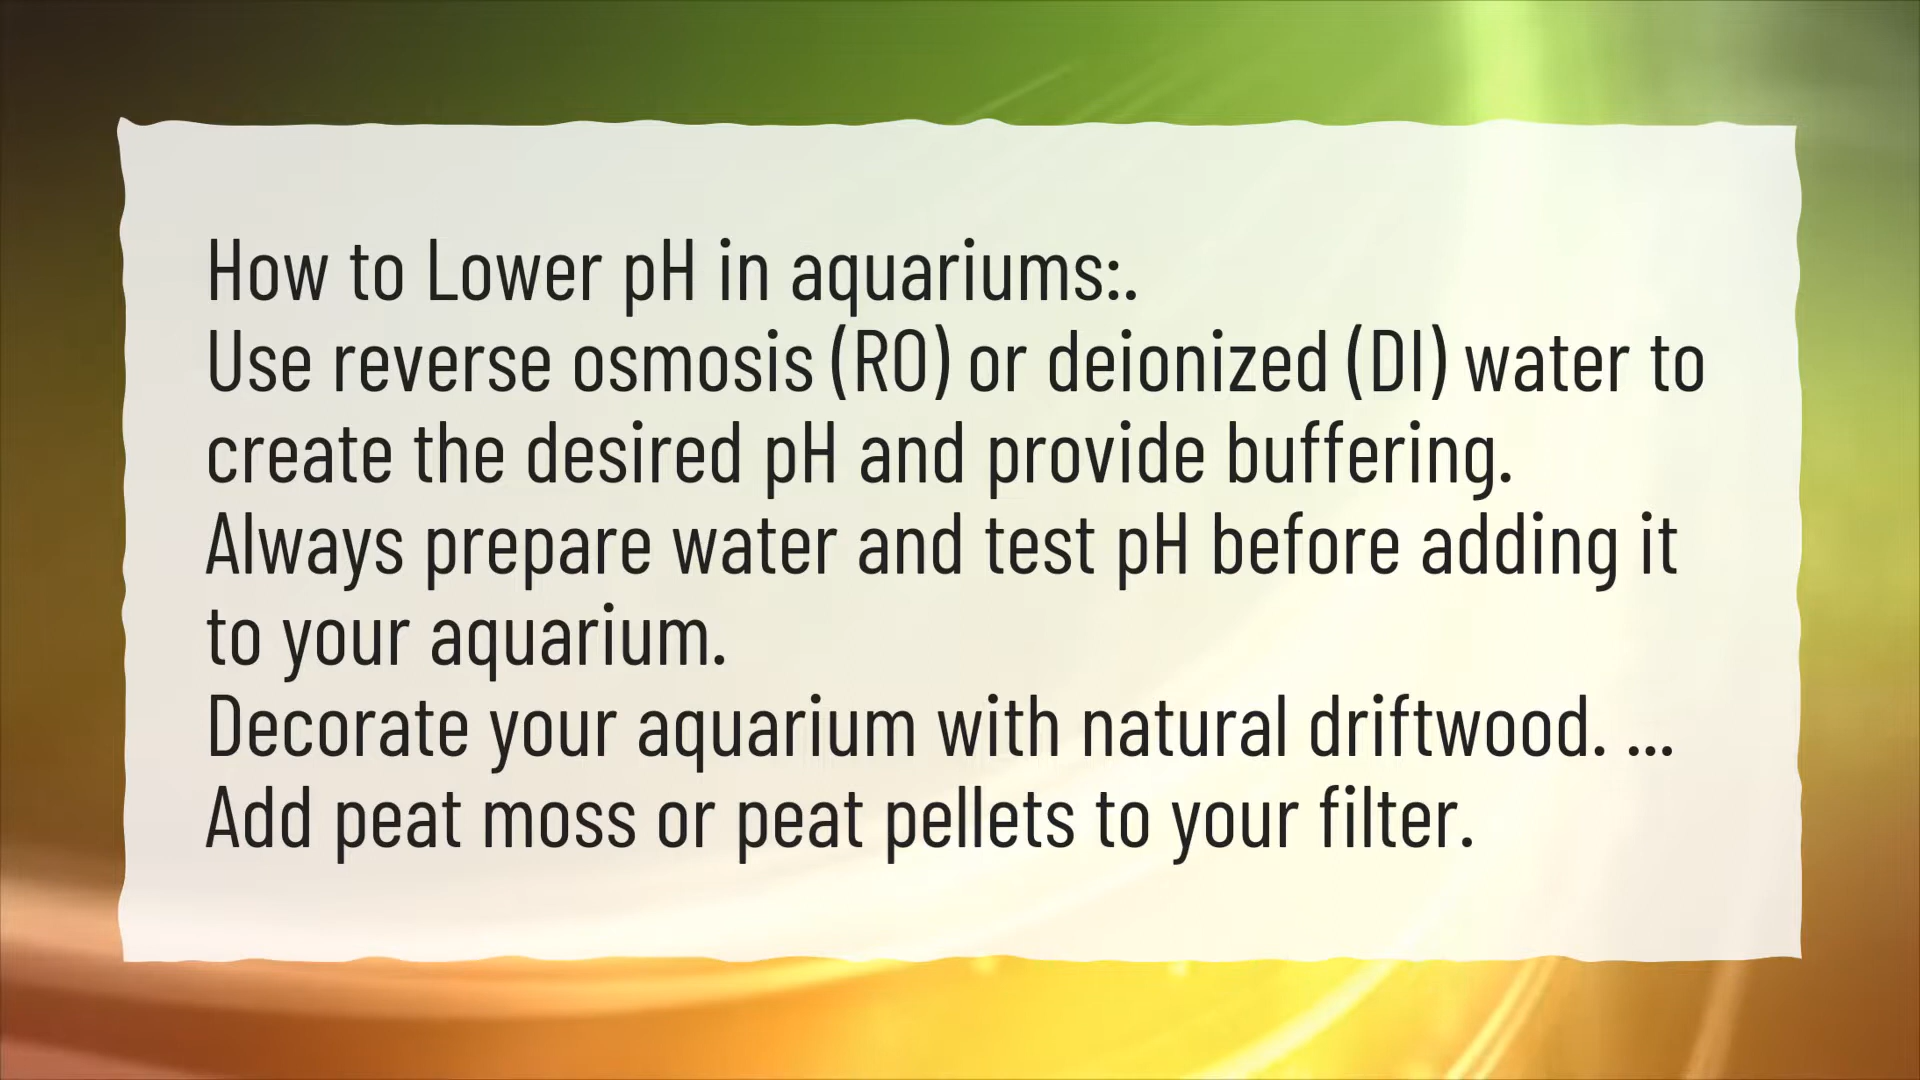 How to Lower pH in aquariums:.
Use reverse osmosis (RO) or deionized (DI) water to
create the desired pH and provide buffering.
Always prepare water and test pH before adding it
to your aquarium.
Decorate your aquarium with natural driftwood. ...
Add peat moss or peat pellets to your filter.